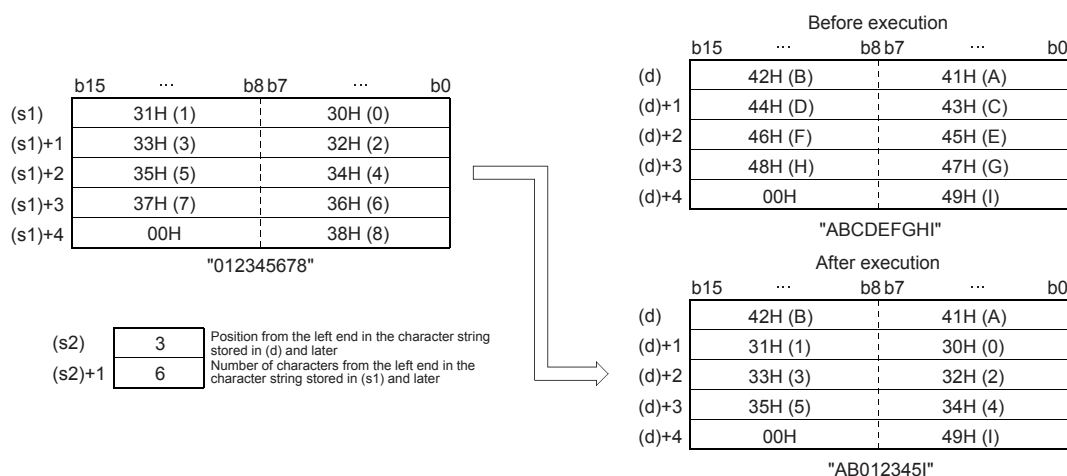 b15 ... b8 b7 ... b0
(s1) 31H (1) 30H (0)
(s1)+1 33H (3) 32H (2)
(s1)+2 35H (5) 34H (4)
(s1)+3 37H (7) 36H (6)
(s1)+4 00H 38H (8)
"012345678"
(s2) 3 Position from the left end in the character string
stored in (d) and later
(s2)+1 6 Number of characters from the left end in the
character string stored in (s1) and later
Before execution
b15 ... b8 b7 ... b0
(d) 42H (B) 41H (A)
(d)+1 44H (D) 43H (C)
(d)+2 46H (F) 45H (E)
(d)+3 48H (H) 47H (G)
(d)+4 00H 49H (I)
"ABCDEFGHI"
After execution
b15 ... b8 b7 ... b0
(d) 42H (B) 41H (A)
(d)+1 31H (1) 30H (0)
(d)+2 33H (3) 32H (2)
(d)+3 35H (5) 34H (4)
(d)+4 00H 49H (I)
"AB012345I"